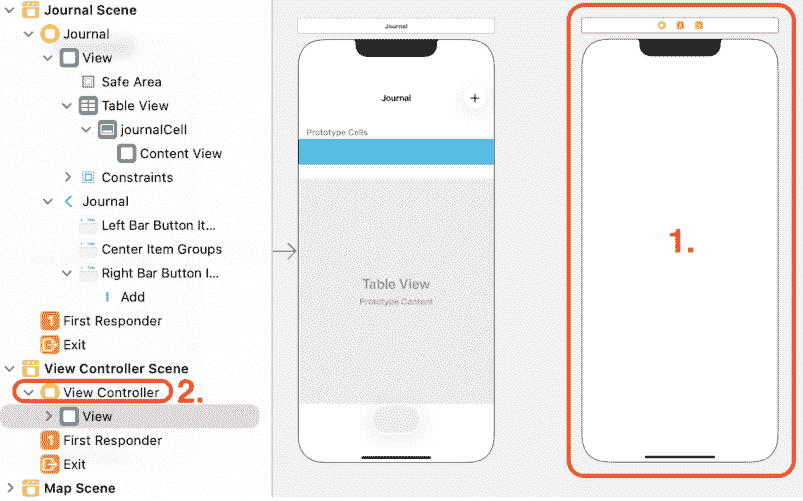 Journal Scene
Journal
View
Safe Area
Table View
journalCell
Content View
Constraints
Journal
Left Bar Button It...
Center Item Groups
Right Bar Button I...
Add
First Responder
Exit
View Controller Scene
View Controller
2.
View
First Responder
Exit
Map Scene
Journal
Journal
+
Prototype Cells
Table View
Prototype Content
1.